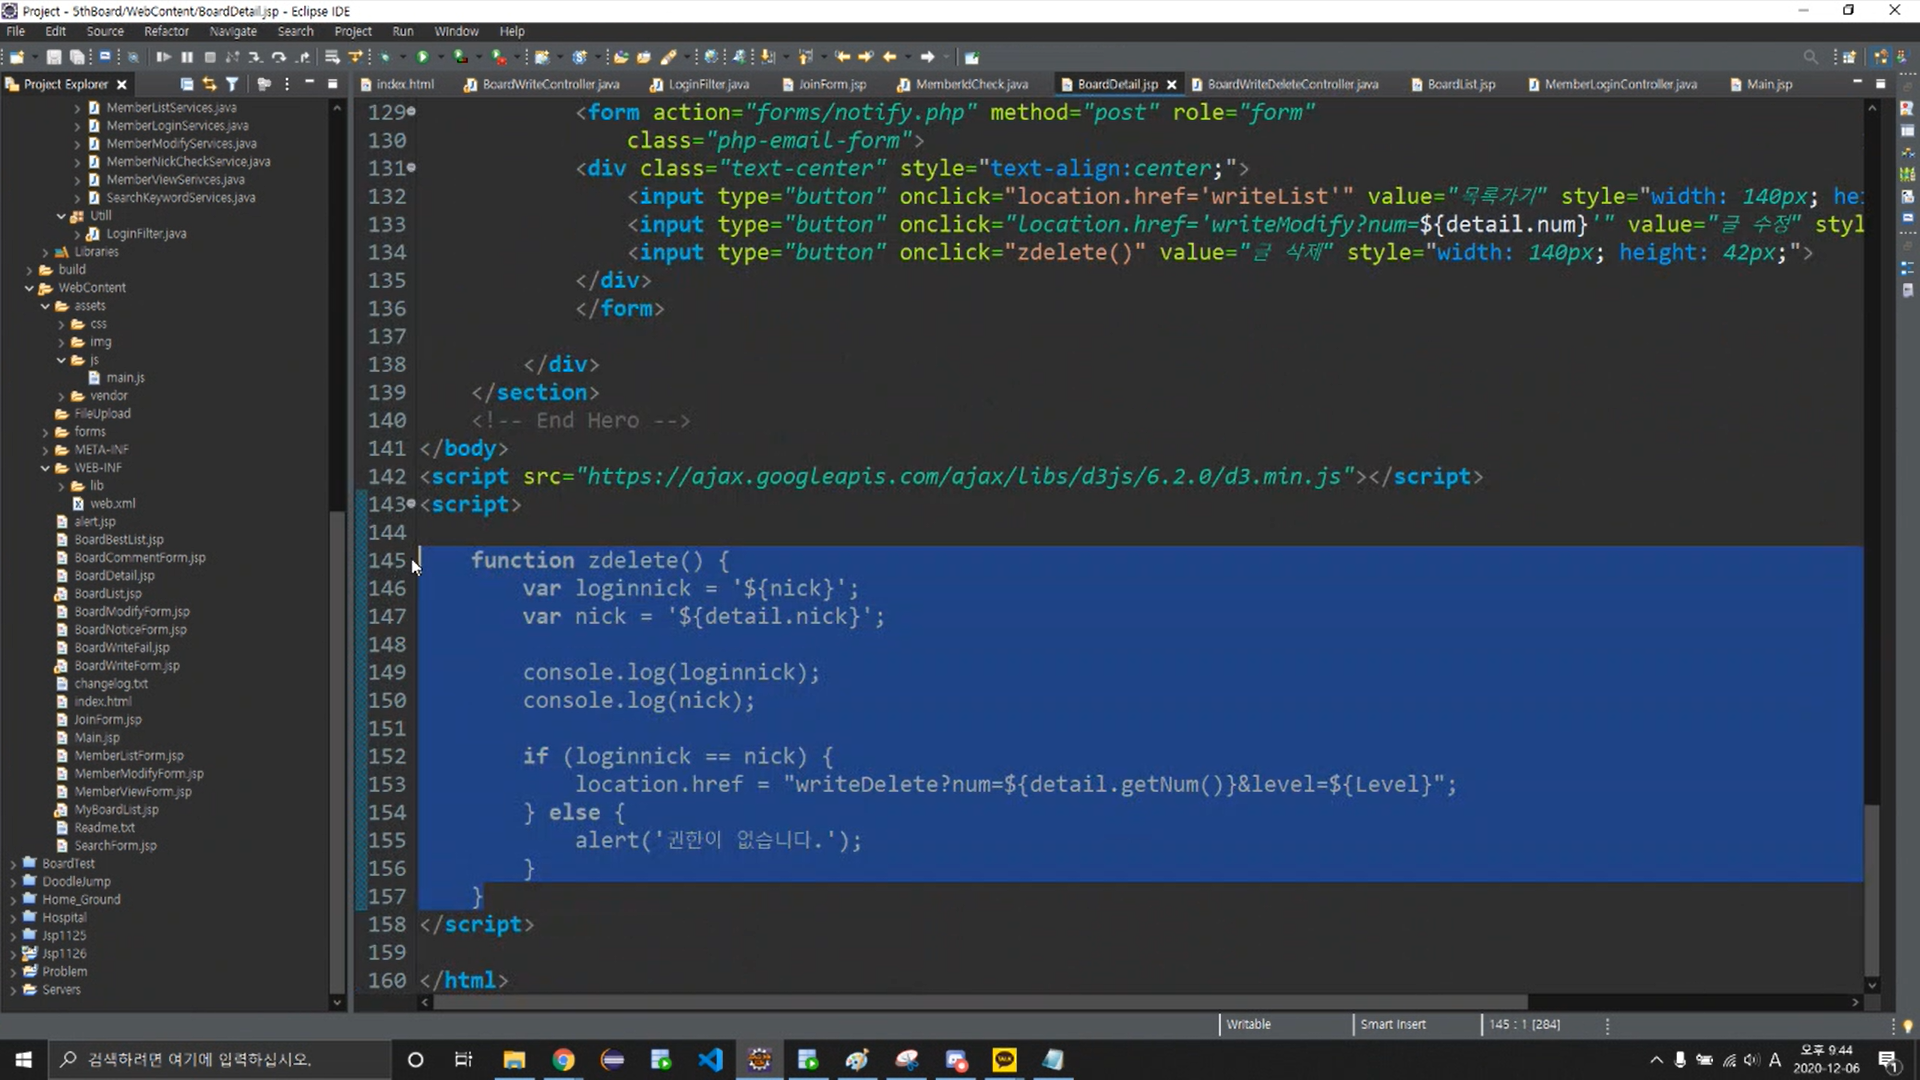 Project - 5thBoard/WebContent/BoardDetail.jsp - Eclipse IDE
File Edit Source Refactor Navigate Search Project Run Window Help
Project Explorer
index.html BoardWriteController.java LoginFilter.java JoinForm.jsp MemberIdCheck.java BoardDetail.jsp BoardWriteDeleteController.java BoardList.jsp MemberLoginController.java Main.jsp
MemberListServices.java
MemberLoginServices.java
MemberModifyServices.java
MemberNickCheckService.java
MemberViewSerivces.java
SearchKeywordServices.java
Utill
LoginFilter.java
Libraries
build
WebContent
assets
css
img
js
main.js
vendor
FileUpload
forms
META-INF
WEB-INF
lib
web.xml
alert.jsp
BoardBestList.jsp
BoardCommentForm.jsp
BoardDetail.jsp
BoardList.jsp
BoardModifyForm.jsp
BoardNoticeForm.jsp
BoardWriteFail.jsp
BoardWriteForm.jsp
changelog.txt
index.html
JoinForm.jsp
Main.jsp
MemberListForm.jsp
MemberModifyForm.jsp
MemberViewForm.jsp
MyBoardList.jsp
Readme.txt
SearchForm.jsp
BoardTest
DoodleJump
Home_Ground
Hospital
Jsp1125
Jsp1126
Problem
Servers
129 <form action="forms/notify.php" method="post" role="form"
130 class="php-email-form">
131 <div class="text-center" style="text-align:center;">
132 <input type="button" onclick="location.href='writeList'" value="목록가기" style="width: 140px; he
133 <input type="button" onclick="location.href='writeModify?num=${detail.num}'" value="글 수정" styl
134 <input type="button" onclick="zdelete()" value="글 삭제" style="width: 140px; height: 42px;">
135 </div>
136 </form>
137
138 </div>
139 </section>
140 <!-- End Hero -->
141 </body>
142 <script src="https://ajax.googleapis.com/ajax/libs/d3js/6.2.0/d3.min.js"></script>
143 <script>
144
145 function zdelete() {
146 var loginnick = '${nick}';
147 var nick = '${detail.nick}';
148
149 console.log(loginnick);
150 console.log(nick);
151
152 if (loginnick == nick) {
153 location.href = "writeDelete?num=${detail.getNum()}&level=${Level}";
154 } else {
155 alert('권한이 없습니다.');
156 }
157 }
158 </script>
159
160 </html>
Writable Smart Insert 145 : 1 [284]
검색하려면 여기에 입력하십시오.
TALK
A
오후 9:44
2020-12-06
1